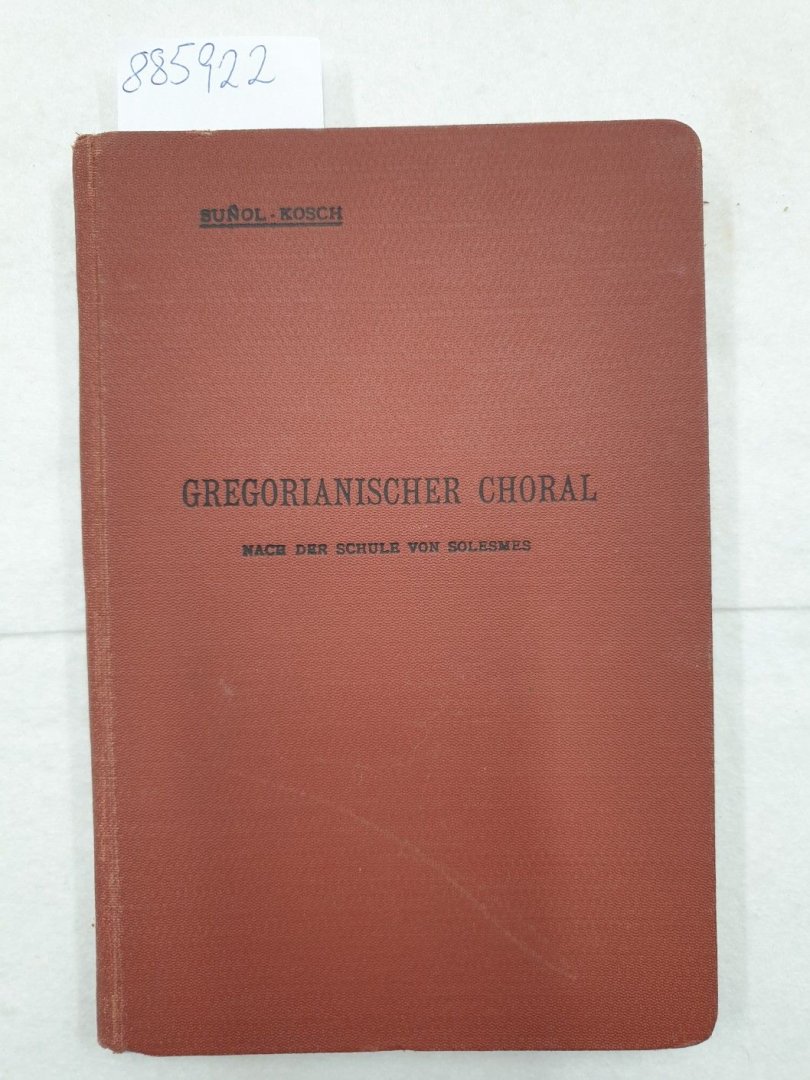 885922
SUÑOL-KOSCH
GREGORIANISCHER CHORAL
NACH DER SCHULE VON SOLESMES